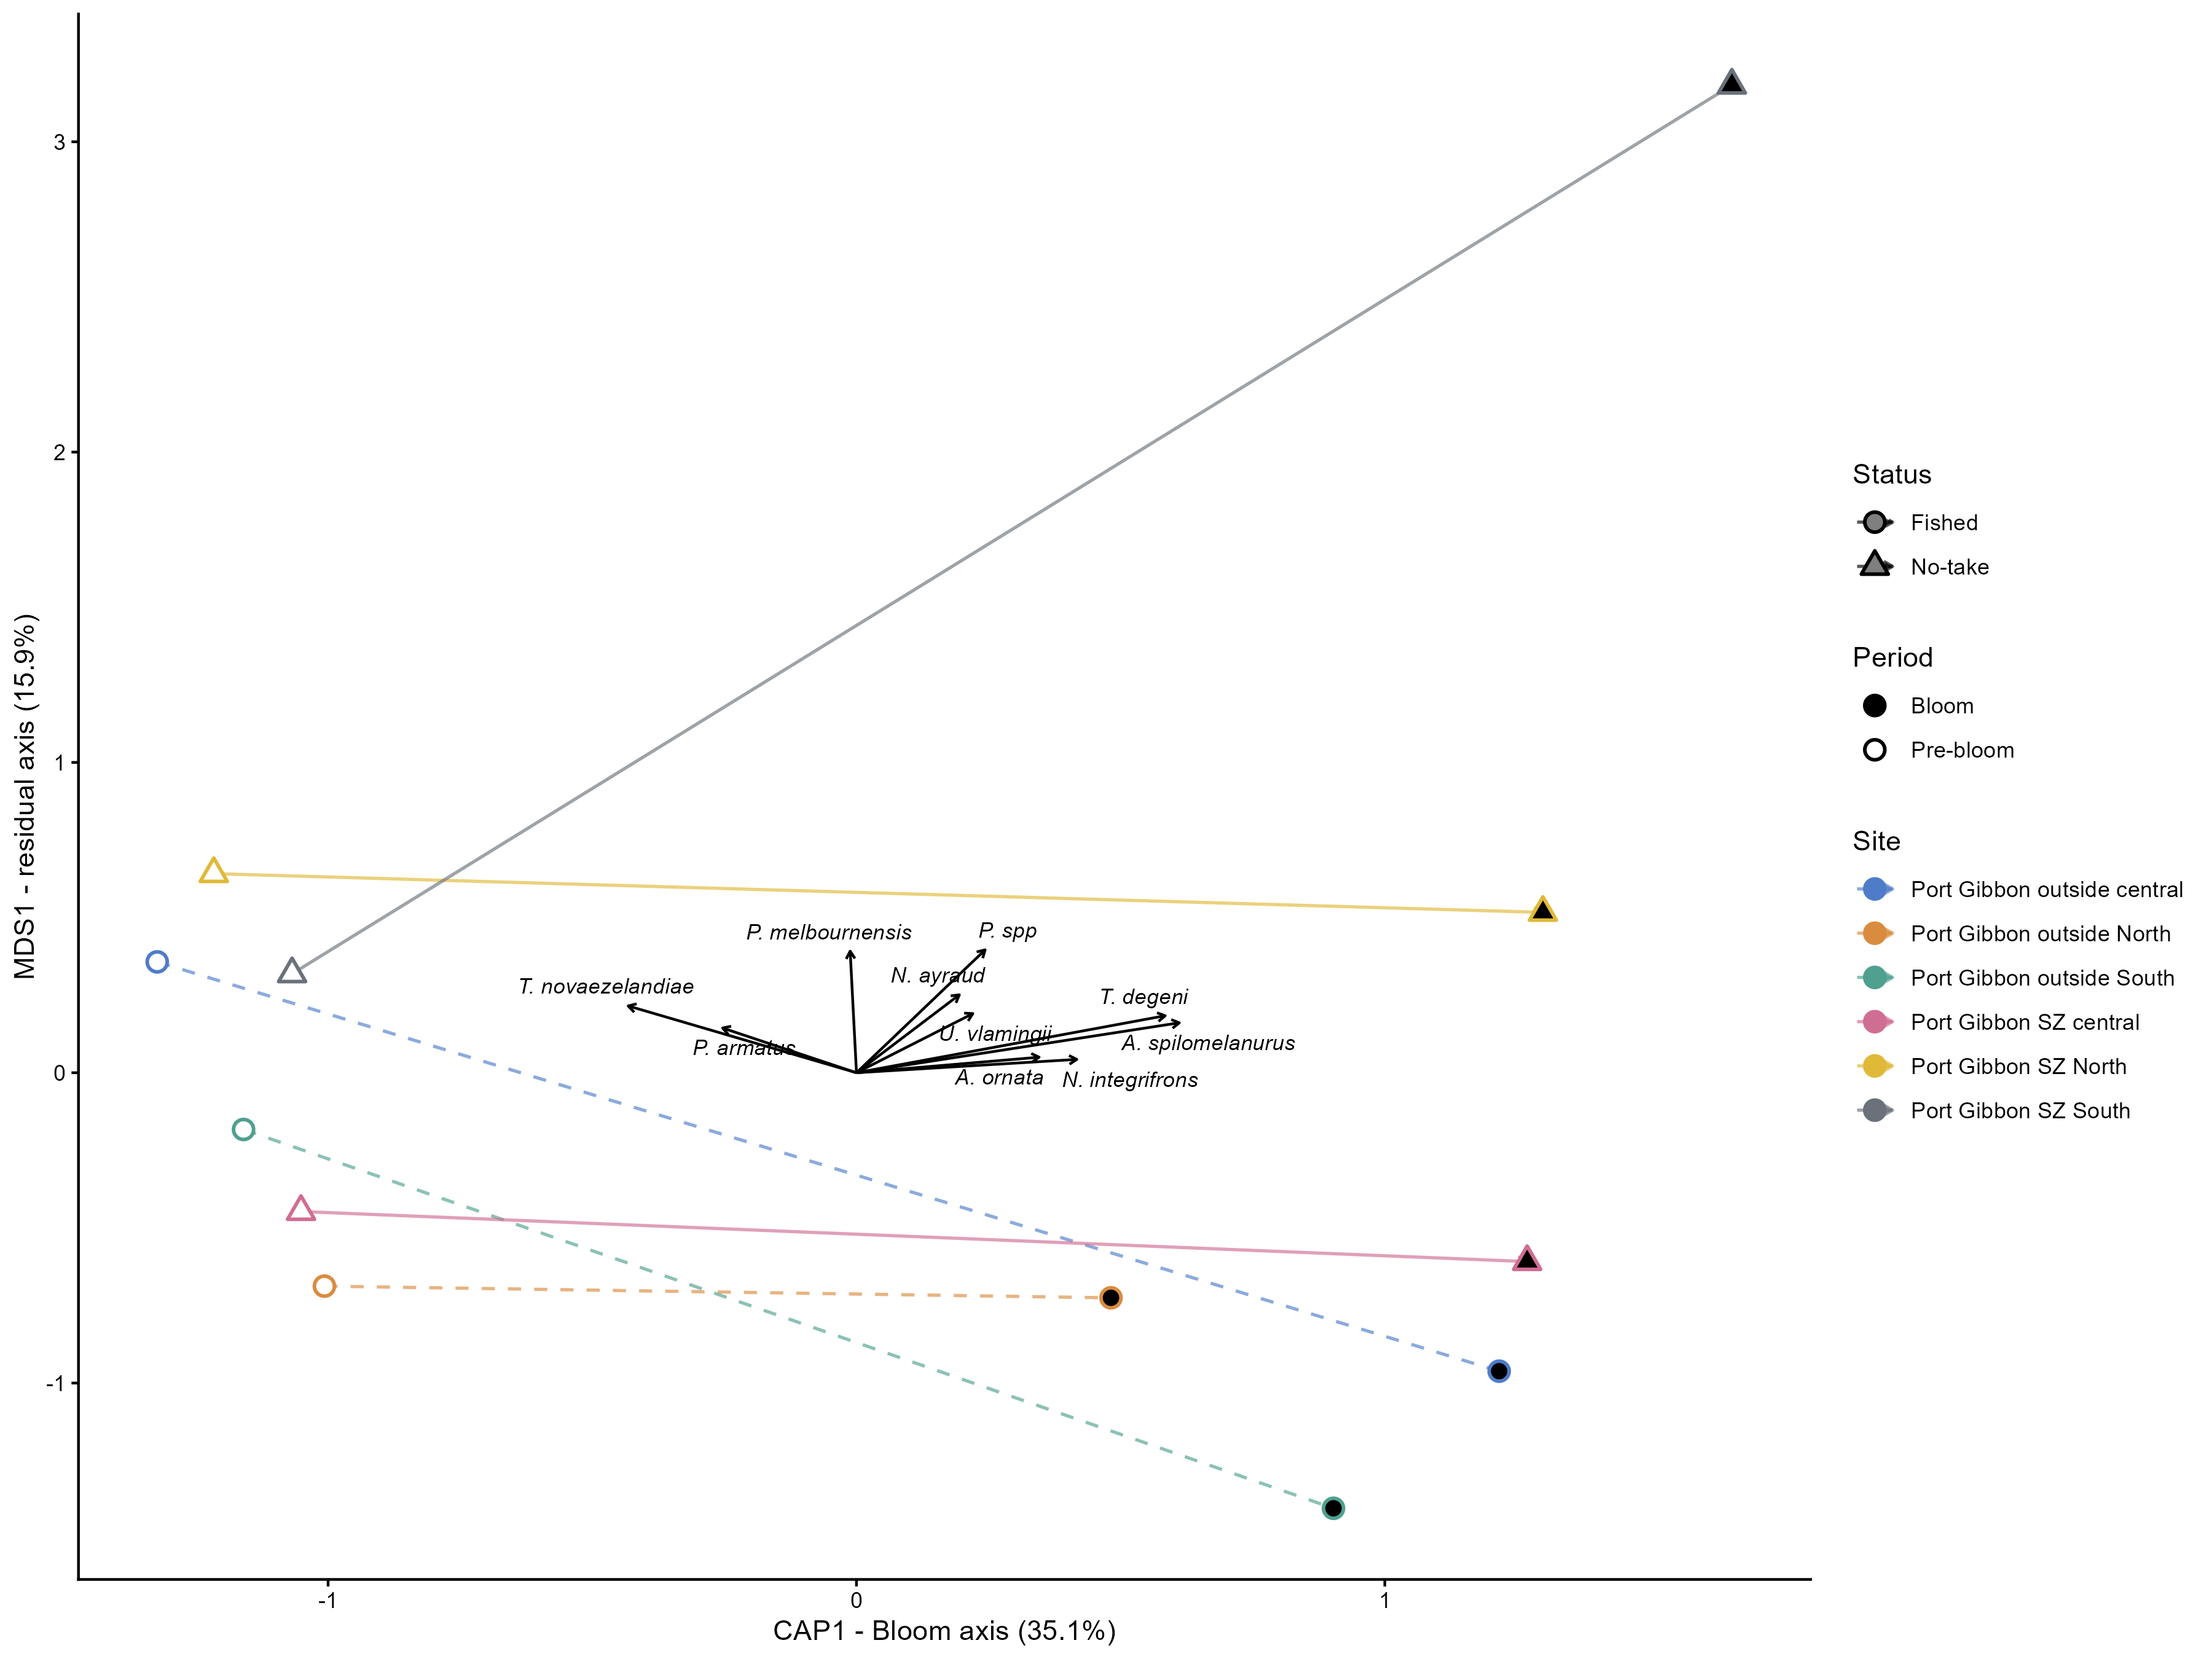 3
2
1
0
-1
MDS1 - residual axis (15.9%)
-1
0
1
CAP1 - Bloom axis (35.1%)
P. melbournensis
P. spp
N. ayraud
T. novaezelandiae
T. degeni
U. vlamingii
A. spilomelanurus
P. armatus
A. ornata
N. integrifrons
Status
Fished
No-take
Period
Bloom
Pre-bloom
Site
Port Gibbon outside central
Port Gibbon outside North
Port Gibbon outside South
Port Gibbon SZ central
Port Gibbon SZ North
Port Gibbon SZ South